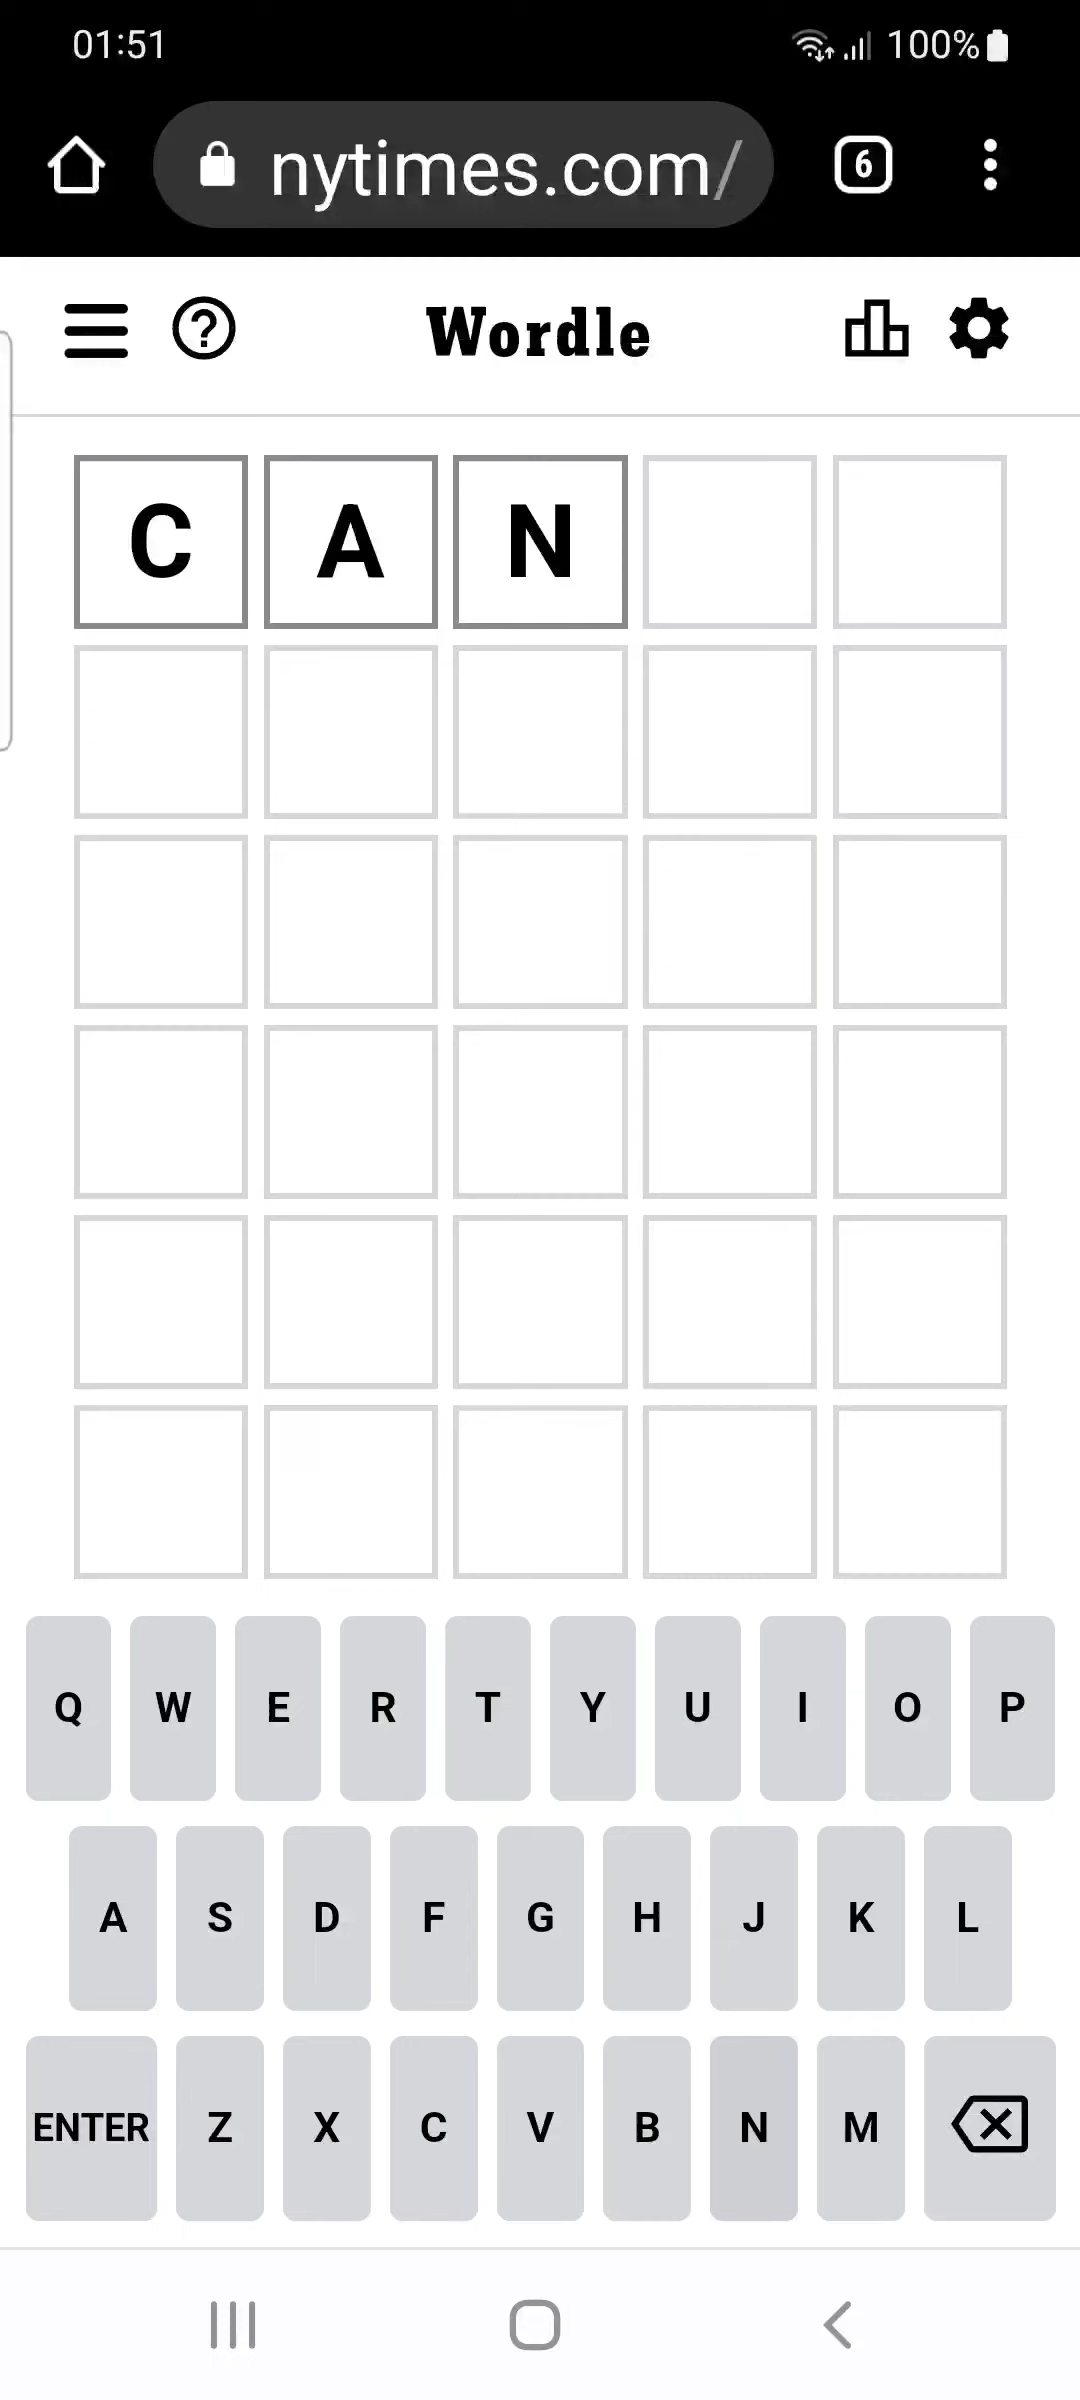 01:51 100%
nytimes.com/ 6
Wordle
C A N
Q W E R T Y U I O P
A S D F G H J K L
ENTER Z X C V B N M